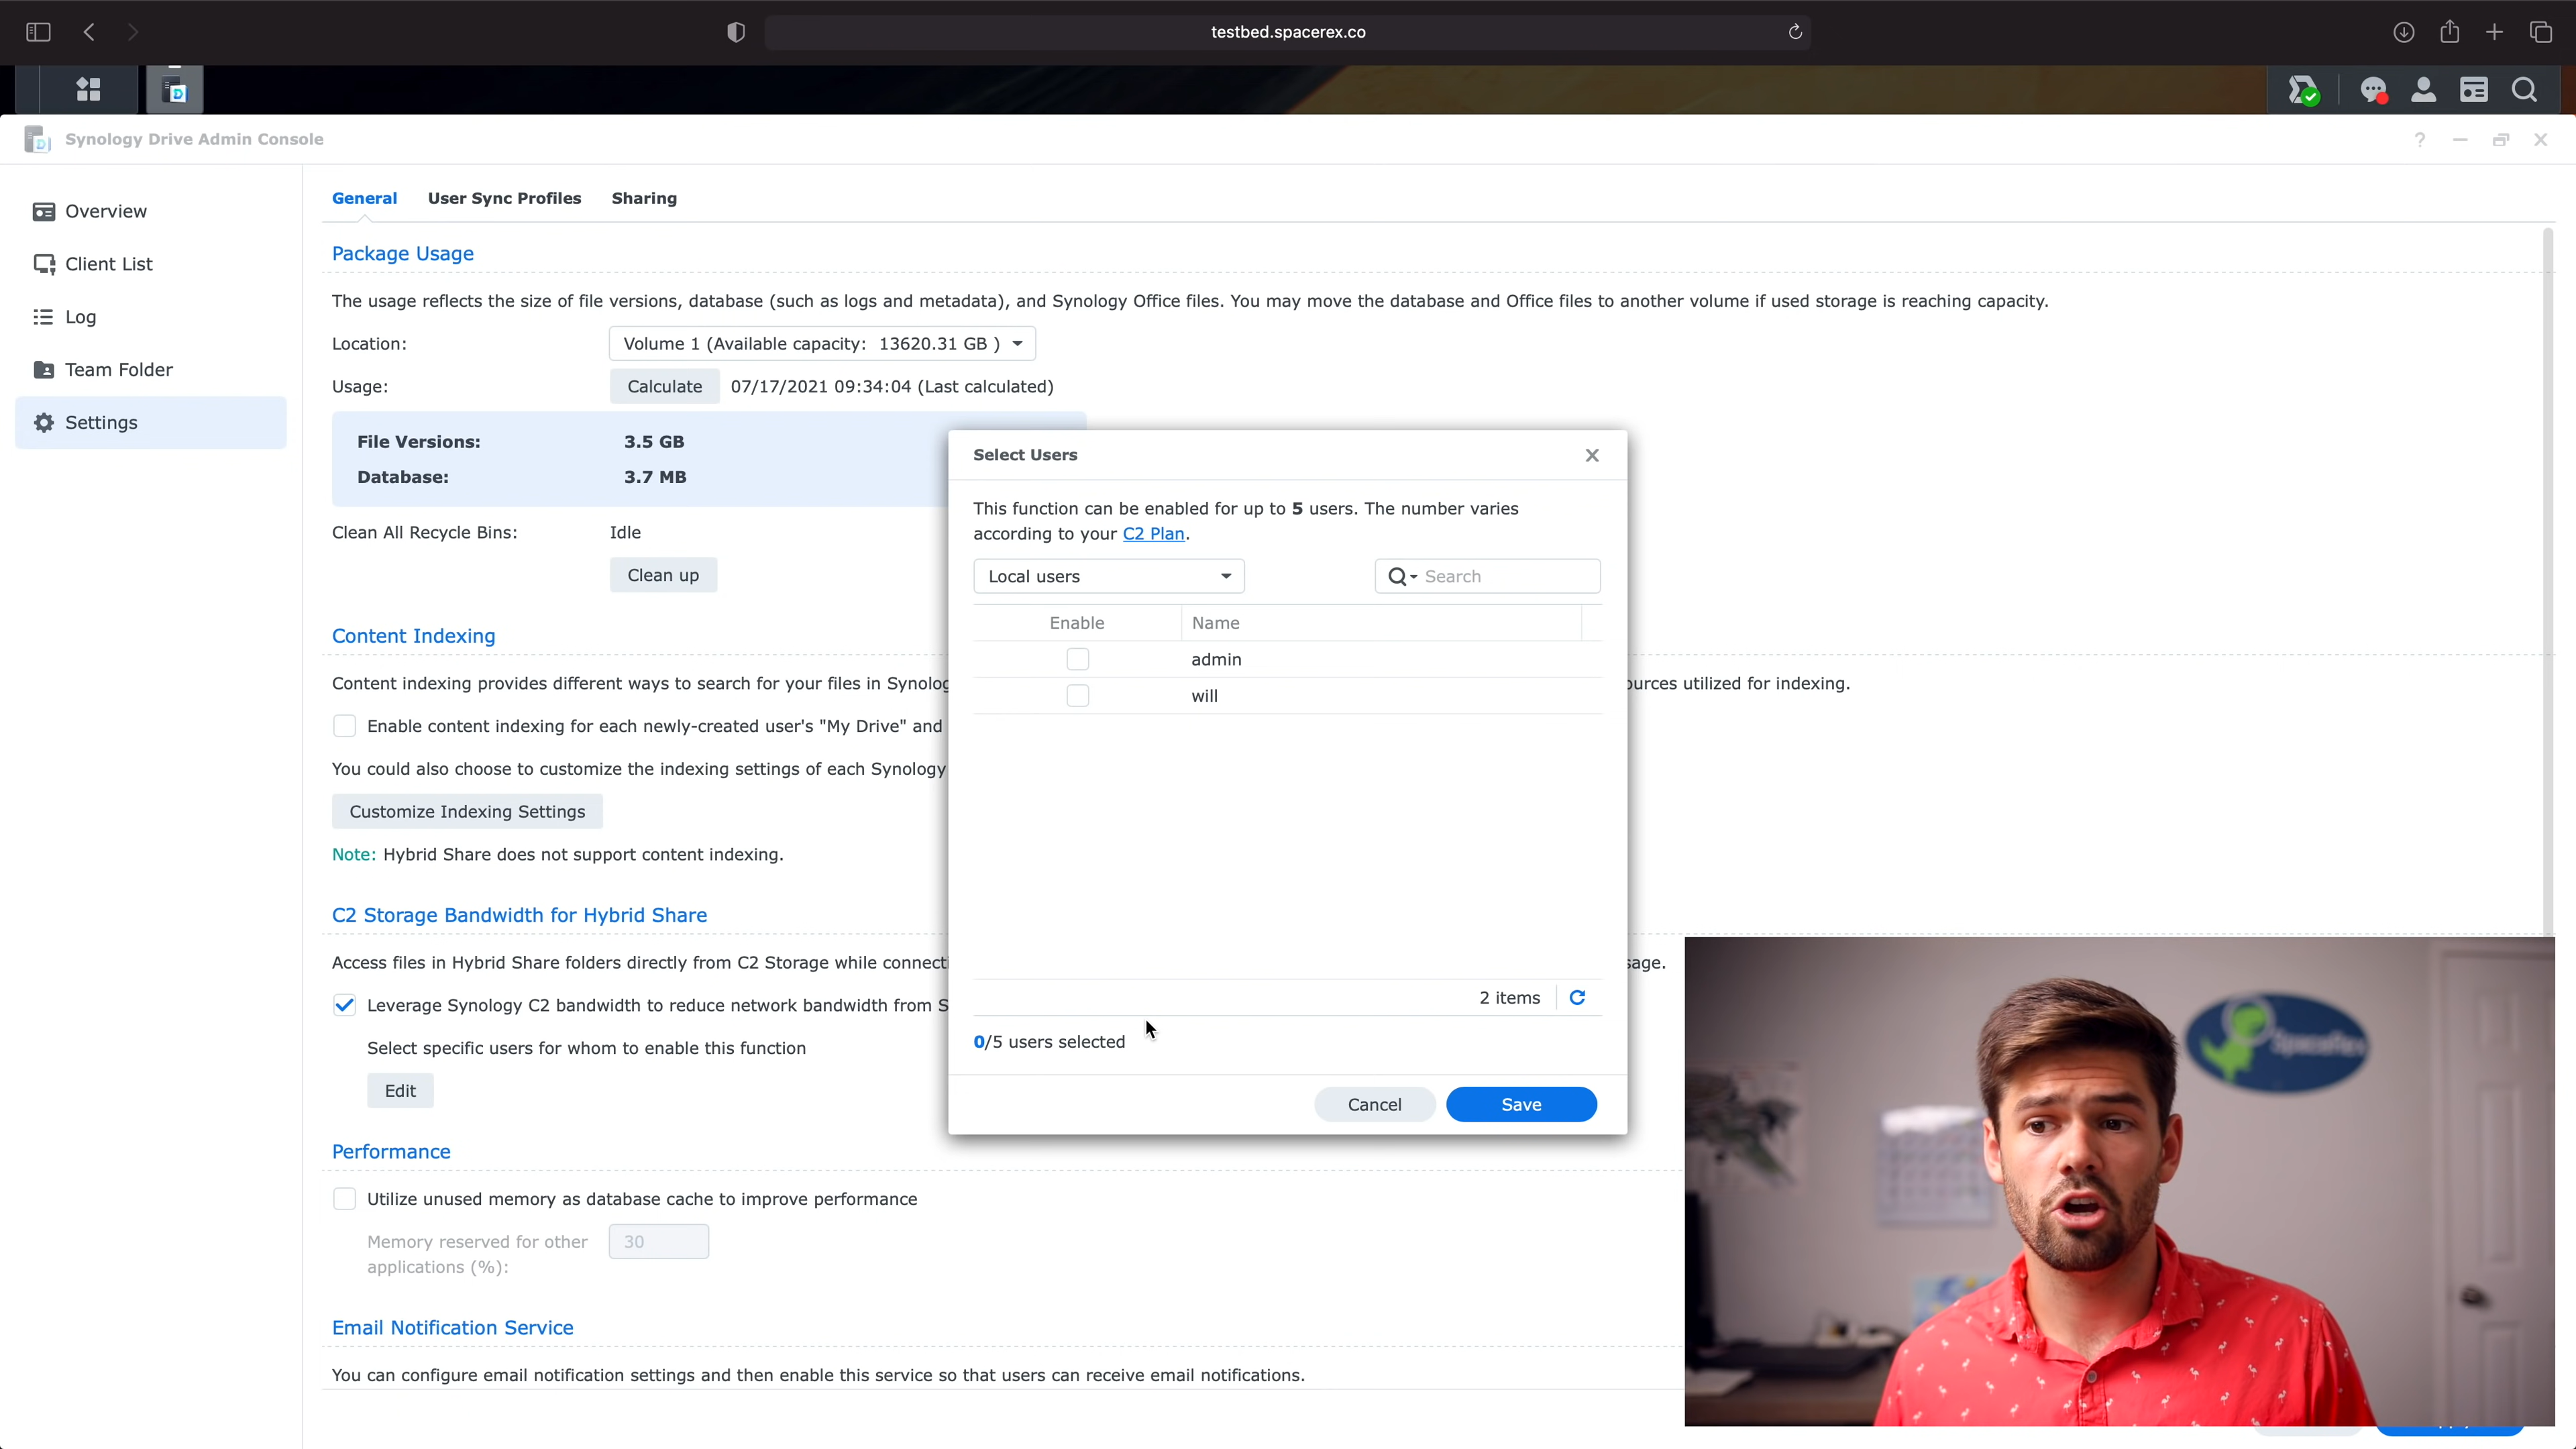 testbed.spacerex.co
Synology Drive Admin Console
Overview
Client List
Log
Team Folder
Settings
General User Sync Profiles Sharing
Package Usage
The usage reflects the size of file versions, database (such as logs and metadata), and Synology Office files. You may move the database and Office files to another volume if used storage is reaching capacity.
Location: Volume 1 (Available capacity: 13620.31 GB )
Usage: Calculate 07/17/2021 09:34:04 (Last calculated)
File Versions: 3.5 GB
Database: 3.7 MB
Clean All Recycle Bins: Idle
Clean up
Content Indexing
Content indexing provides different ways to search for your files in
ources utilized for indexing.
Enable content indexing for each newly-created user's "My Drive" and
You could also choose to customize the indexing settings of each Synology
Customize Indexing Settings
Note: Hybrid Share does not support content indexing.
C2 Storage Bandwidth for Hybrid Share
Access files in Hybrid Share folders directly from C2 Storage while
sage.
Leverage Synology C2 bandwidth to reduce network bandwidth from S
Select specific users for whom to enable this function
Edit
Performance
Utilize unused memory as database cache to improve performance
Memory reserved for other 30
applications (%):
Email Notification Service
You can configure email notification settings and then enable this service so that users can receive email notifications.
Select Users
This function can be enabled for up to 5 users. The number varies
according to your C2 Plan.
Local users Search
Enable Name
admin
will
2 items
0/5 users selected
Cancel Save
SpaceRex